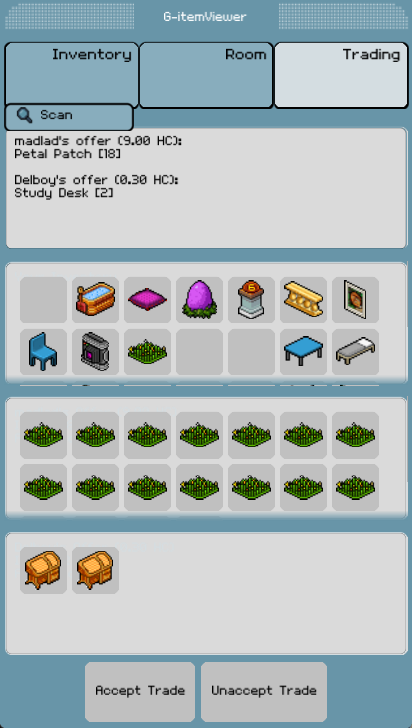 G-itemViewer
Inventory
Room
Trading
Scan
madlad's offer (9.00 HC):
Petal Patch [18]
Delboy's offer (0.30 HC):
Study Desk [2]
Accept Trade
Unaccept Trade